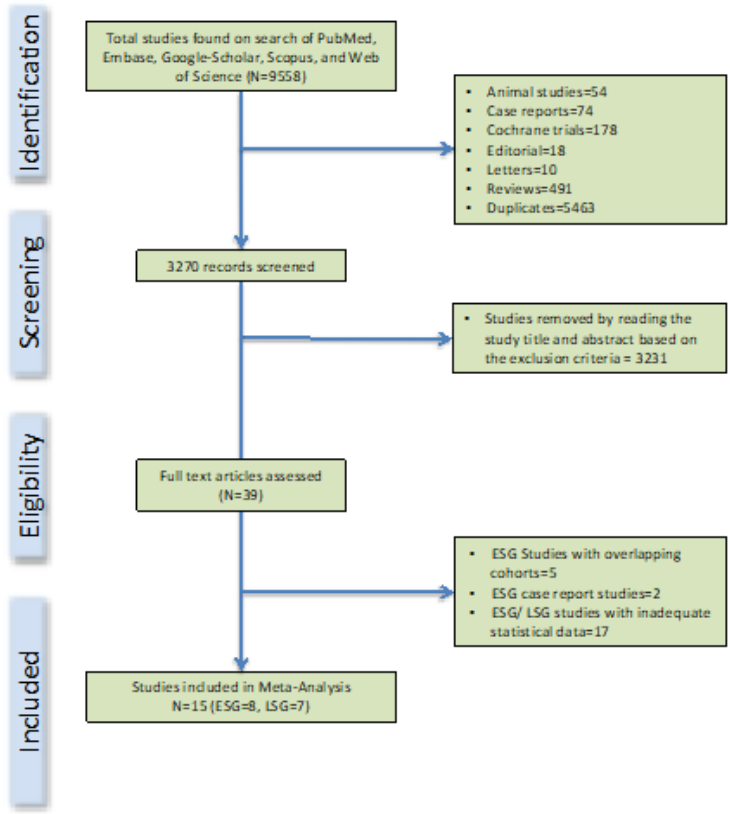 Identification
Total studies found on search of PubMed,
Embase, Google-Scholar, Scopus, and Web
of Science (N=9558)
▪ Animal studies=54
▪ Case reports=74
▪ Cochrane trials=178
▪ Editorial=18
▪ Letters=10
▪ Reviews=491
▪ Duplicates=5463
Screening
3270 records screened
▪ Studies removed by reading the
study title and abstract based on
the exclusion criteria = 3231
Eligibility
Full text articles assessed
(N=39)
▪ ESG Studies with overlapping
cohorts=5
▪ ESG case report studies=2
▪ ESG/ LSG studies with inadequate
statistical data=17
Included
Studies included in Meta-Analysis
N=15 (ESG=8, LSG=7)